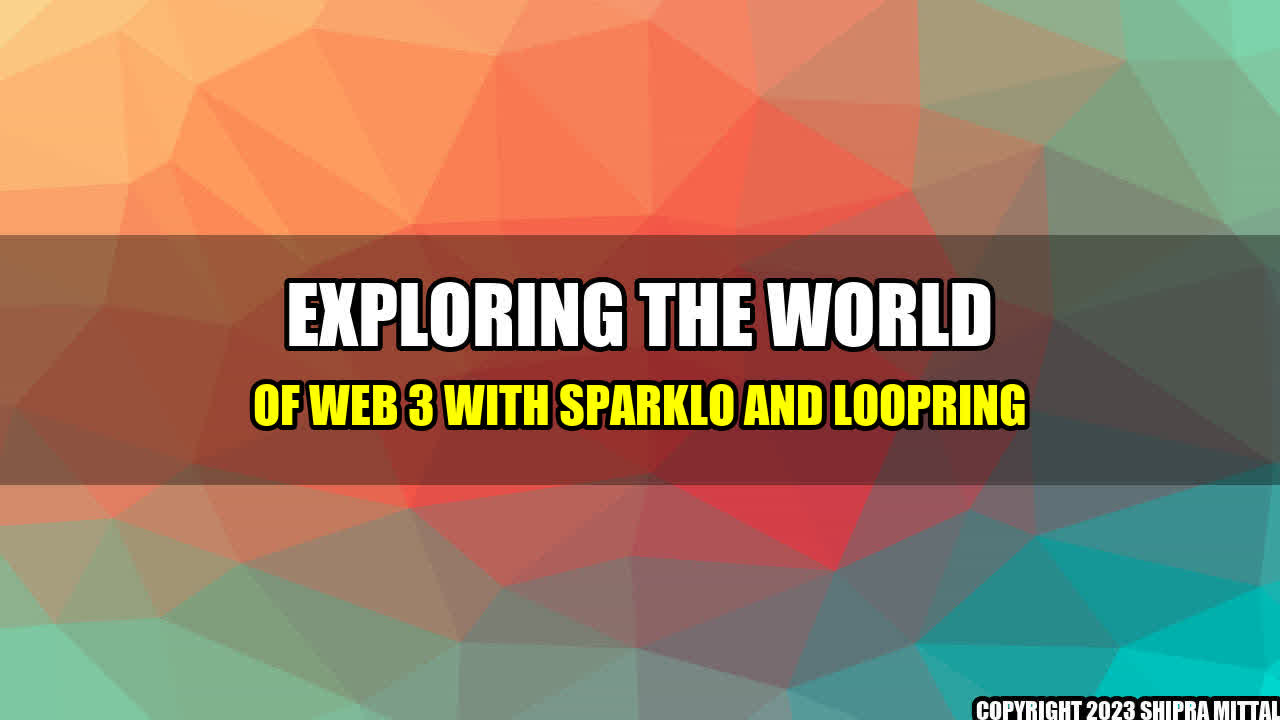 EXPLORING THE WORLD
OF WEB 3 WITH SPARKLO AND LOOPRING
COPYRIGHT 2023 SHIPRA MITTAL